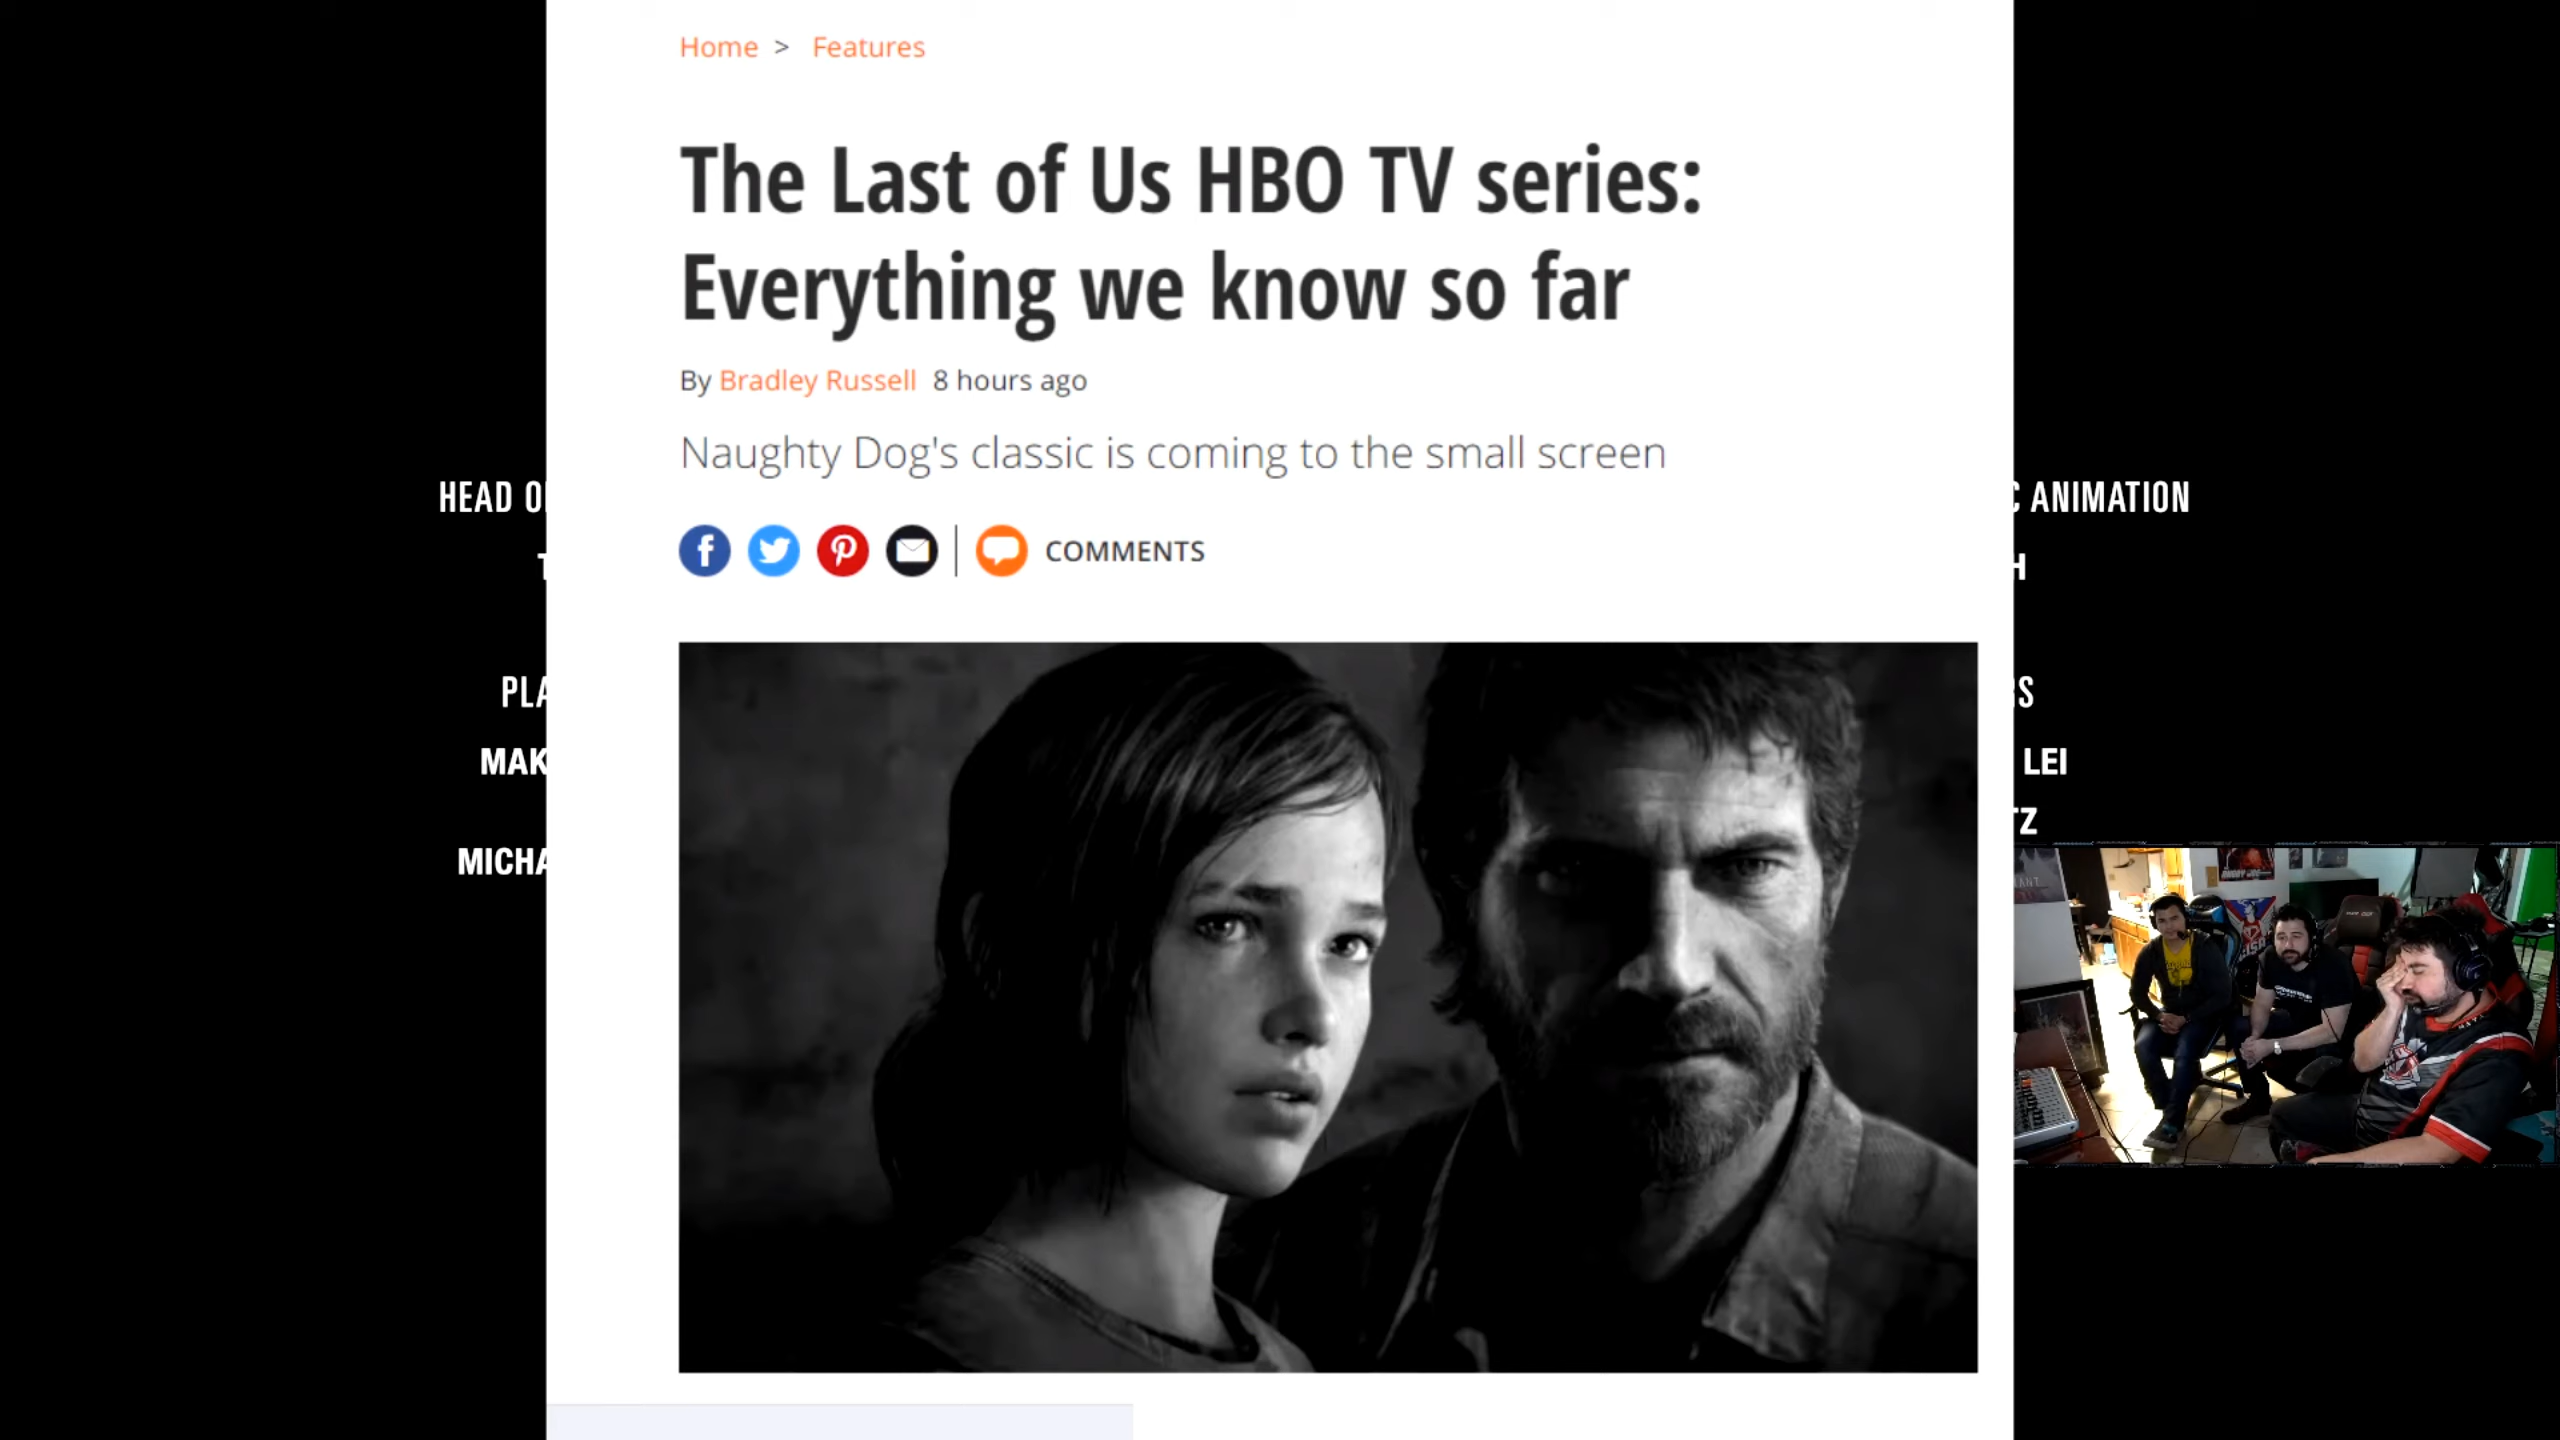 Home > Features
The Last of Us HBO TV series:
Everything we know so far
By Bradley Russell 8 hours ago
Naughty Dog's classic is coming to the small screen
COMMENTS
HEAD
ANIMATION
LEI